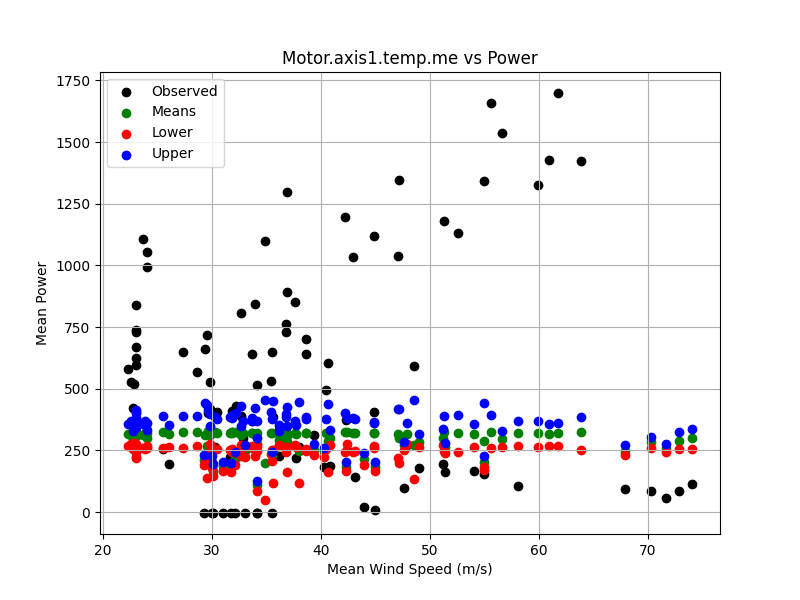 Motor.axis1.temp.me vs Power
Observed
Means
Lower
Upper
Mean Power
1750
1500
1250
1000
750
500
250
0
20 30 40 50 60 70
Mean Wind Speed (m/s)